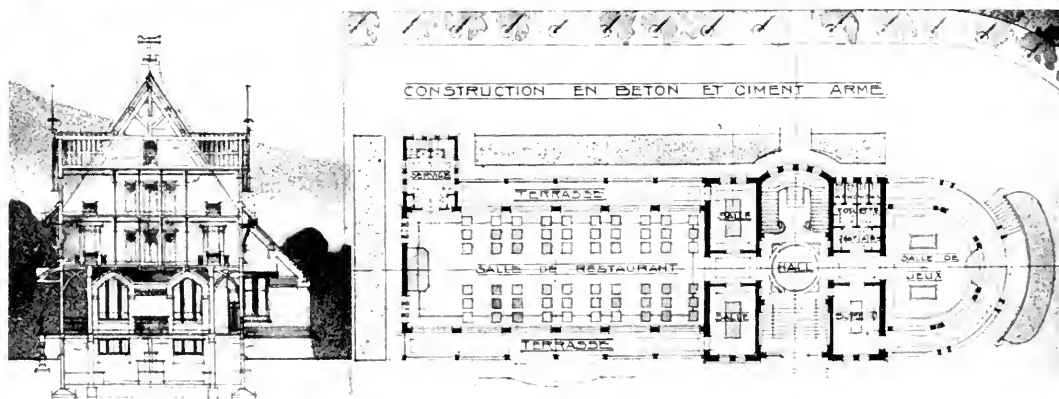 CONSTRUCTION EN BETON ET CIMENT ARME
TERRASSE
SALLE
SALLE DE RESTAURANT
HALL
SALLE DE
JEUX
SALLE
TERRASSE